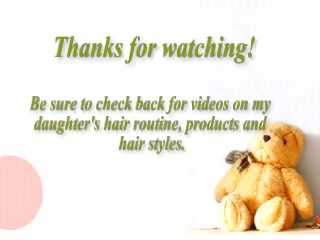 Thanks for watching!
Be sure to check back for videos on my
daughter's hair routine, products and
hair styles.